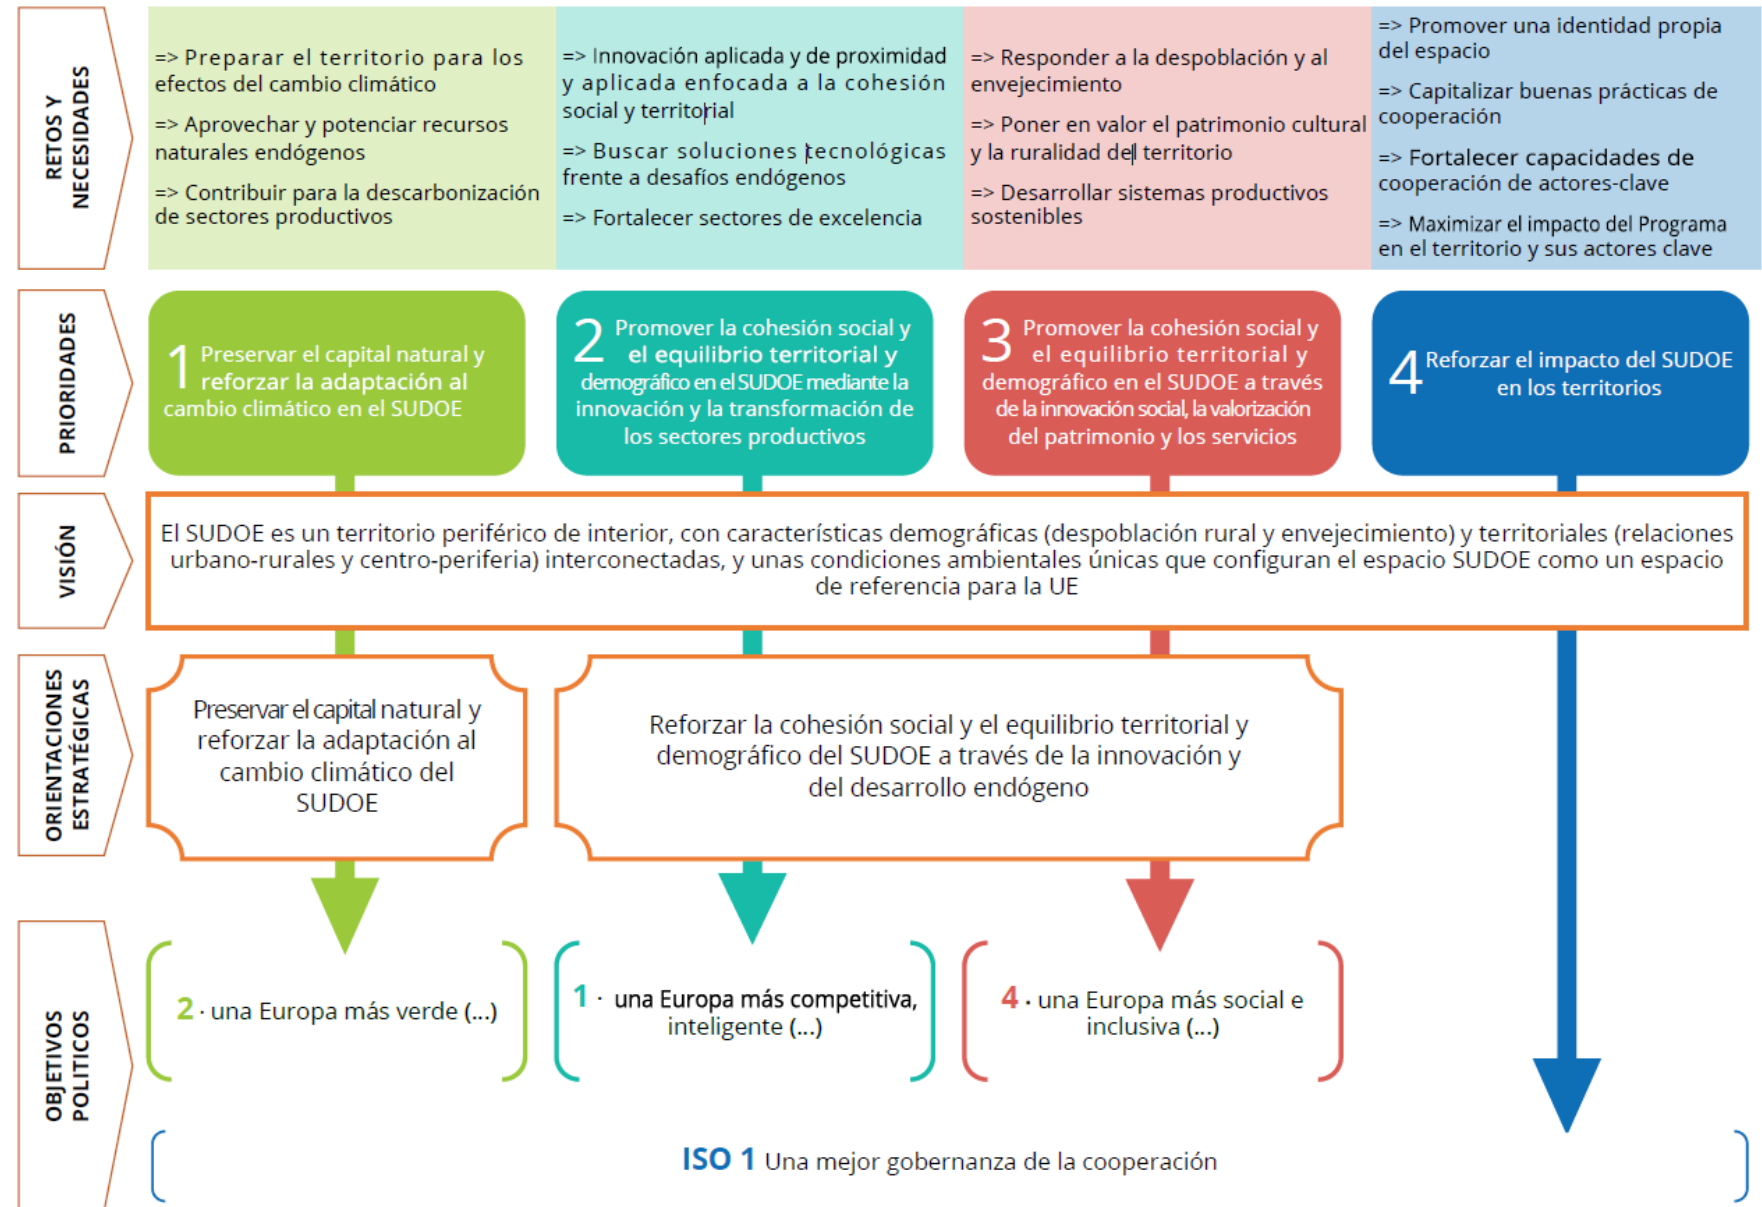 RETOS Y
NECESIDADES
=> Preparar el territorio para los
efectos del cambio climático
=> Aprovechar y potenciar recursos
naturales endógenos
=> Contribuir para la descarbonización
de sectores productivos
=> Innovación aplicada y de proximidad
y aplicada enfocada a la cohesión
social y territorial
=> Buscar soluciones tecnológicas
frente a desafíos endógenos
=> Fortalecer sectores de excelencia
=> Responder a la despoblación y al
envejecimiento
=> Poner en valor el patrimonio cultural
y la ruralidad del territorio
=> Desarrollar sistemas productivos
sostenibles
=> Promover una identidad propia
del espacio
=> Capitalizar buenas prácticas de
cooperación
=> Fortalecer capacidades de
cooperación de actores-clave
=> Maximizar el impacto del Programa
en el territorio y sus actores clave
PRIORIDADES
1 Preservar el capital natural y
reforzar la adaptación al
cambio climático en el SUDOE
2 Promover la cohesión social y
el equilibrio territorial y
demográfico en el SUDOE mediante la
innovación y la transformación de
los sectores productivos
3 Promover la cohesión social y
el equilibrio territorial y
demográfico en el SUDOE a través
de la innovación social, la valorización
del patrimonio y los servicios
4 Reforzar el impacto del SUDOE
en los territorios
VISIÓN
El SUDOE es un territorio periférico de interior, con características demográficas (despoblación rural y envejecimiento) y territoriales (relaciones
urbano-rurales y centro-periferia) interconectadas, y unas condiciones ambientales únicas que configuran el espacio SUDOE como un espacio
de referencia para la UE
ORIENTACIONES
ESTRATÉGICAS
Preservar el capital natural y
reforzar la adaptación al
cambio climático del
SUDOE
Reforzar la cohesión social y el equilibrio territorial y
demográfico del SUDOE a través de la innovación y
del desarrollo endógeno
OBJETIVOS
POLITICOS
2 · una Europa más verde (...)
1 · una Europa más competitiva,
inteligente (...)
4 · una Europa más social e
inclusiva (...)
ISO 1 Una mejor gobernanza de la cooperación